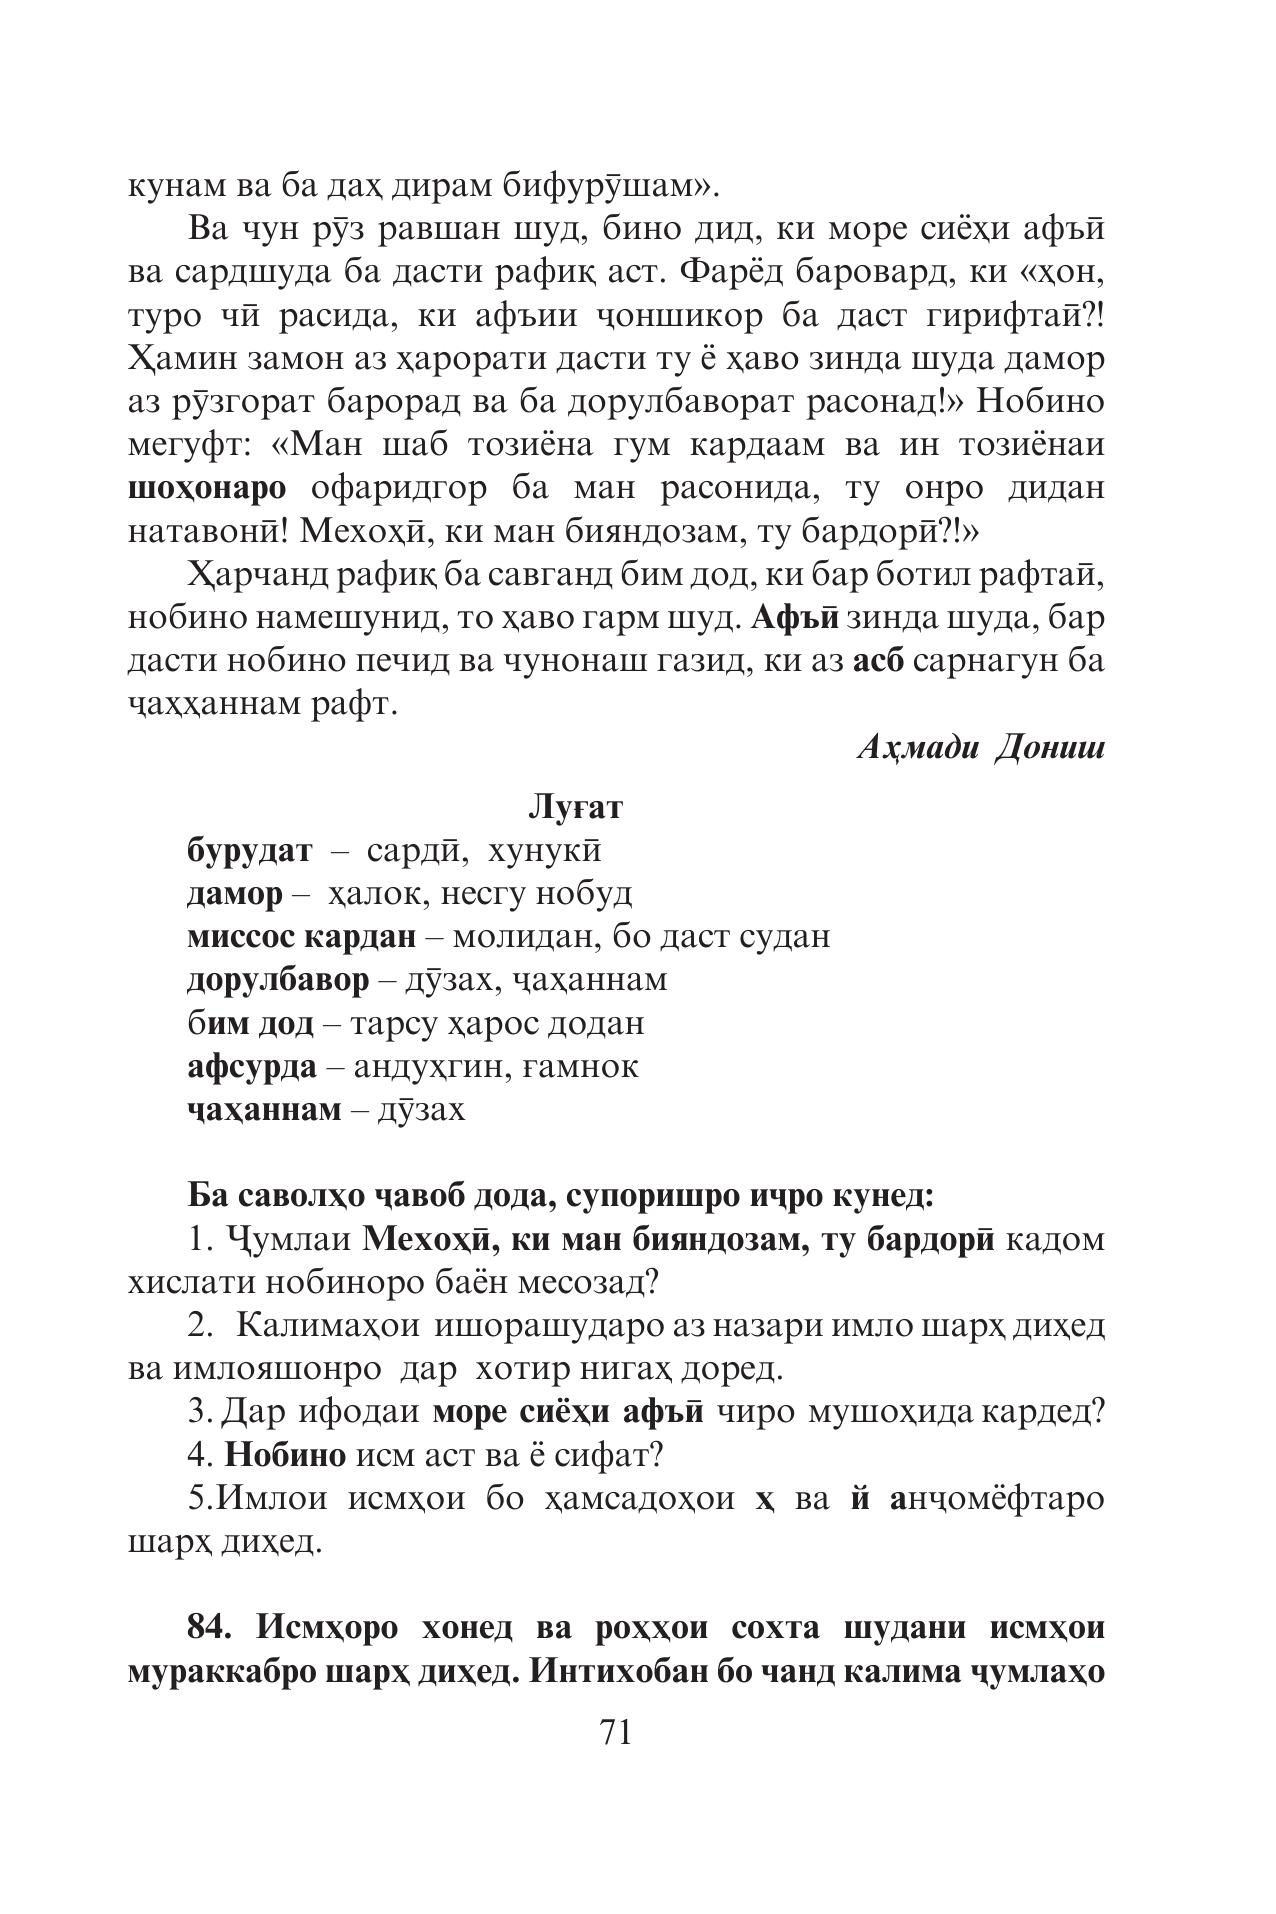 кунам ва ба даҳ дирам бифурӯшам».
Ва чун рӯз равшан шуд, бино дид, ки море сиёҳи афъӣ
ва сардшуда ба дасти рафиқ аст. Фарёд баровард, ки «ҳон,
туро чӣ расида, ки афъии ҷоншикор ба даст гирифтаӣ?!
Ҳамин замон аз ҳарорати дасти ту ё ҳаво зинда шуда дамор
аз рӯзгорат барорад ва ба дорулбаворат расонад!» Нобино
мегуфт: «Ман шаб тозиёна гум кардаам ва ин тозиёнаи
шоҳонаро офаридгор ба ман расонида, ту онро дидан
натавонӣ! Мехоҳӣ, ки ман бияндозам, ту бардорӣ?!»
Ҳарчанд рафиқ ба савганд бим дод, ки бар ботил рафтаӣ,
нобино намешунид, то ҳаво гарм шуд. Афъӣ зинда шуда, бар
дасти нобино печид ва чунонаш газид, ки аз асб сарнагун ба
ҷаҳҳаннам рафт.
Аҳмади Дониш
Луғат
бурудат – сардӣ, хунукӣ
дамор – ҳалок, несгу нобуд
миссос кардан – молидан, бо даст судан
дорулбавор – дӯзах, ҷаҳаннам
бим дод – тарсу ҳарос додан
афсурда – андуҳгин, ғамнок
ҷаҳаннам – дӯзах
Ба саволҳо ҷавоб дода, супоришро иҷро кунед:
1. Ҷумлаи Мехоҳӣ, ки ман бияндозам, ту бардорӣ кадом
хислати нобиноро баён месозад?
2. Калимаҳои ишорашударо аз назари имло шарҳ диҳед
ва имлояшонро дар хотир нигаҳ доред.
3. Дар ифодаи море сиёҳи афъӣ чиро мушоҳида кардед?
4. Нобино исм аст ва ё сифат?
5.Имлои исмҳои бо ҳамсадоҳои ҳ ва й анҷомёфтаро
шарҳ диҳед.
84. Исмҳоро хонед ва роҳҳои сохта шудани исмҳои
мураккабро шарҳ диҳед. Интихобан бо чанд калима ҷумлаҳо
71